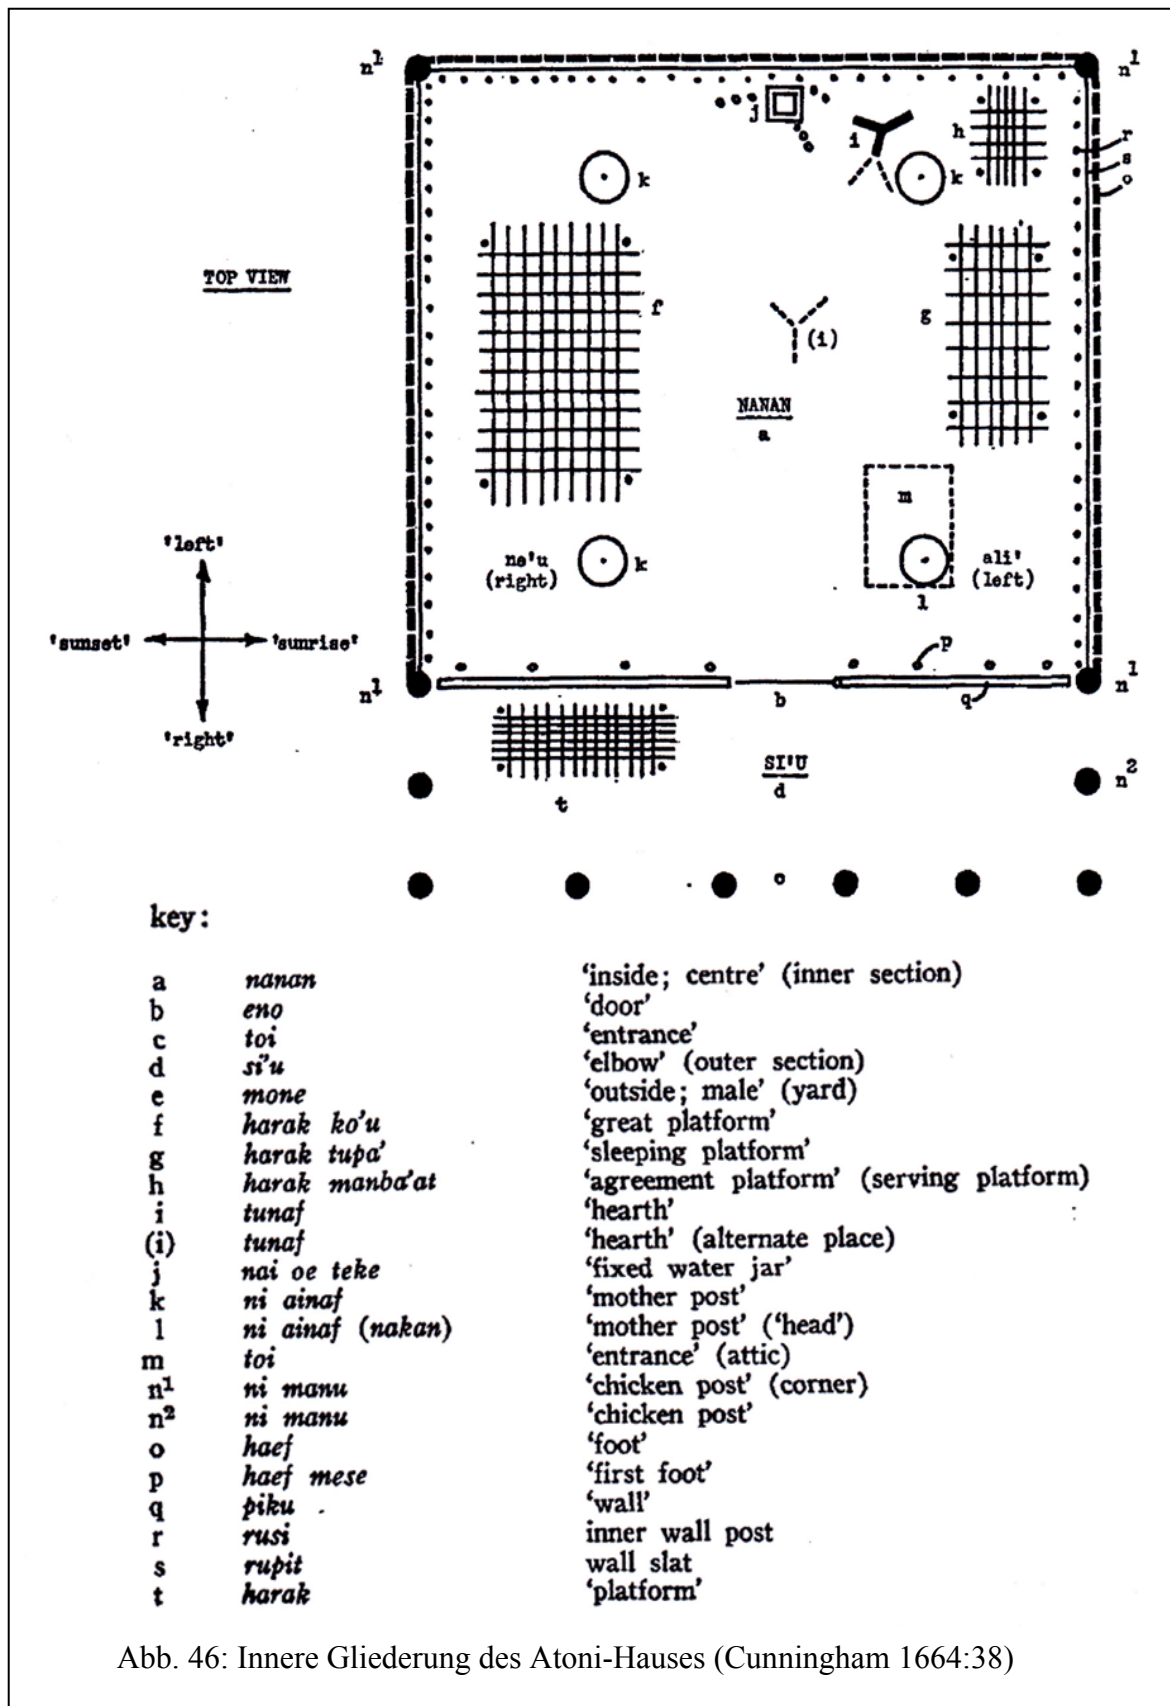 n¹ n¹
j
i
h
r
s
o
k k
TOP VIEW
f
g
(i)
NANAN
a
m
'left'
'sunset' 'sunrise'
'right'
ne'u
(right)
k
ali'
(left)
l
p
n¹ n¹
b
q
SI'U
d
n²
t
o
key:
a nanan ‘inside; centre’ (inner section)
b eno ‘door’
c toi ‘entrance’
d si'u ‘elbow’ (outer section)
e mone ‘outside; male’ (yard)
f harak ko'u ‘great platform’
g harak tupa' ‘sleeping platform’
h harak manba'at ‘agreement platform’ (serving platform)
i tunaf ‘hearth’
(i) tunaf ‘hearth’ (alternate place)
j nai oe teke ‘fixed water jar’
k ni ainaf ‘mother post’
l ni ainaf (nakan) ‘mother post’ (‘head’)
m toi ‘entrance’ (attic)
n¹ ni manu ‘chicken post’ (corner)
n² ni manu ‘chicken post’
o haef ‘foot’
p haef mese ‘first foot’
q piku ‘wall’
r rusi inner wall post
s rupit wall slat
t harak ‘platform’
Abb. 46: Innere Gliederung des Atoni-Hauses (Cunningham 1664:38)